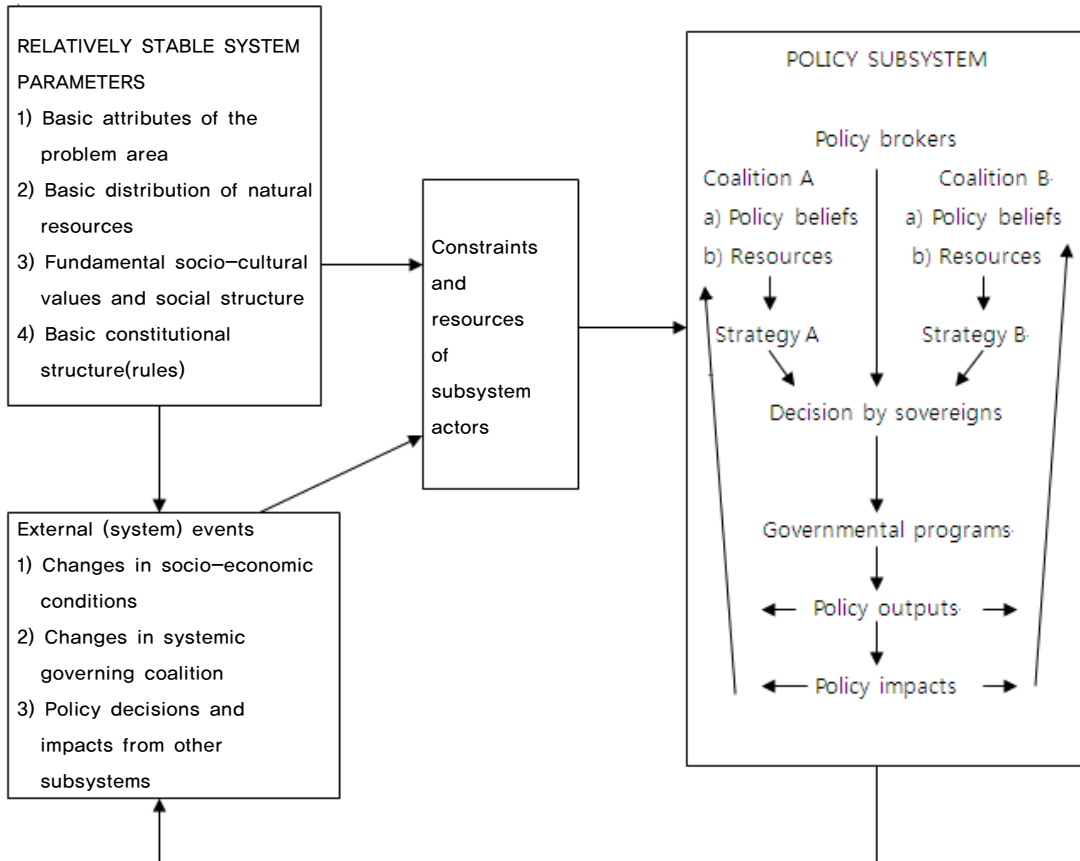 RELATIVELY STABLE SYSTEM
PARAMETERS
1) Basic attributes of the
problem area
2) Basic distribution of natural
resources
3) Fundamental socio-cultural
values and social structure
4) Basic constitutional
structure(rules)
External (system) events
1) Changes in socio-economic
conditions
2) Changes in systemic
governing coalition
3) Policy decisions and
impacts from other
subsystems
Constraints
and
resources
of
subsystem
actors
POLICY SUBSYSTEM
Policy brokers
Coalition A
a) Policy beliefs
b) Resources
Strategy A
Coalition B
a) Policy beliefs
b) Resources
Strategy B
Decision by sovereigns
Governmental programs
Policy outputs
Policy impacts